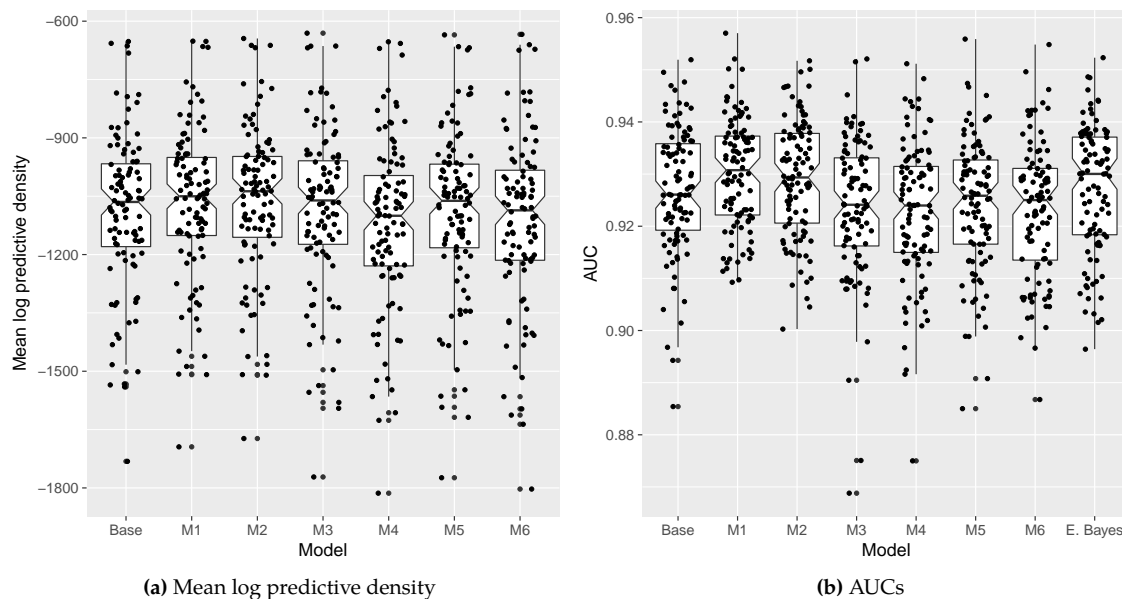 −600
−900
−1200
−1500
−1800
Mean log predictive density
Base M1 M2 M3 M4 M5 M6
Model
(a) Mean log predictive density
0.96
0.94
0.92
0.90
0.88
AUC
Base M1 M2 M3 M4 M5 M6 E. Bayes
Model
(b) AUCs